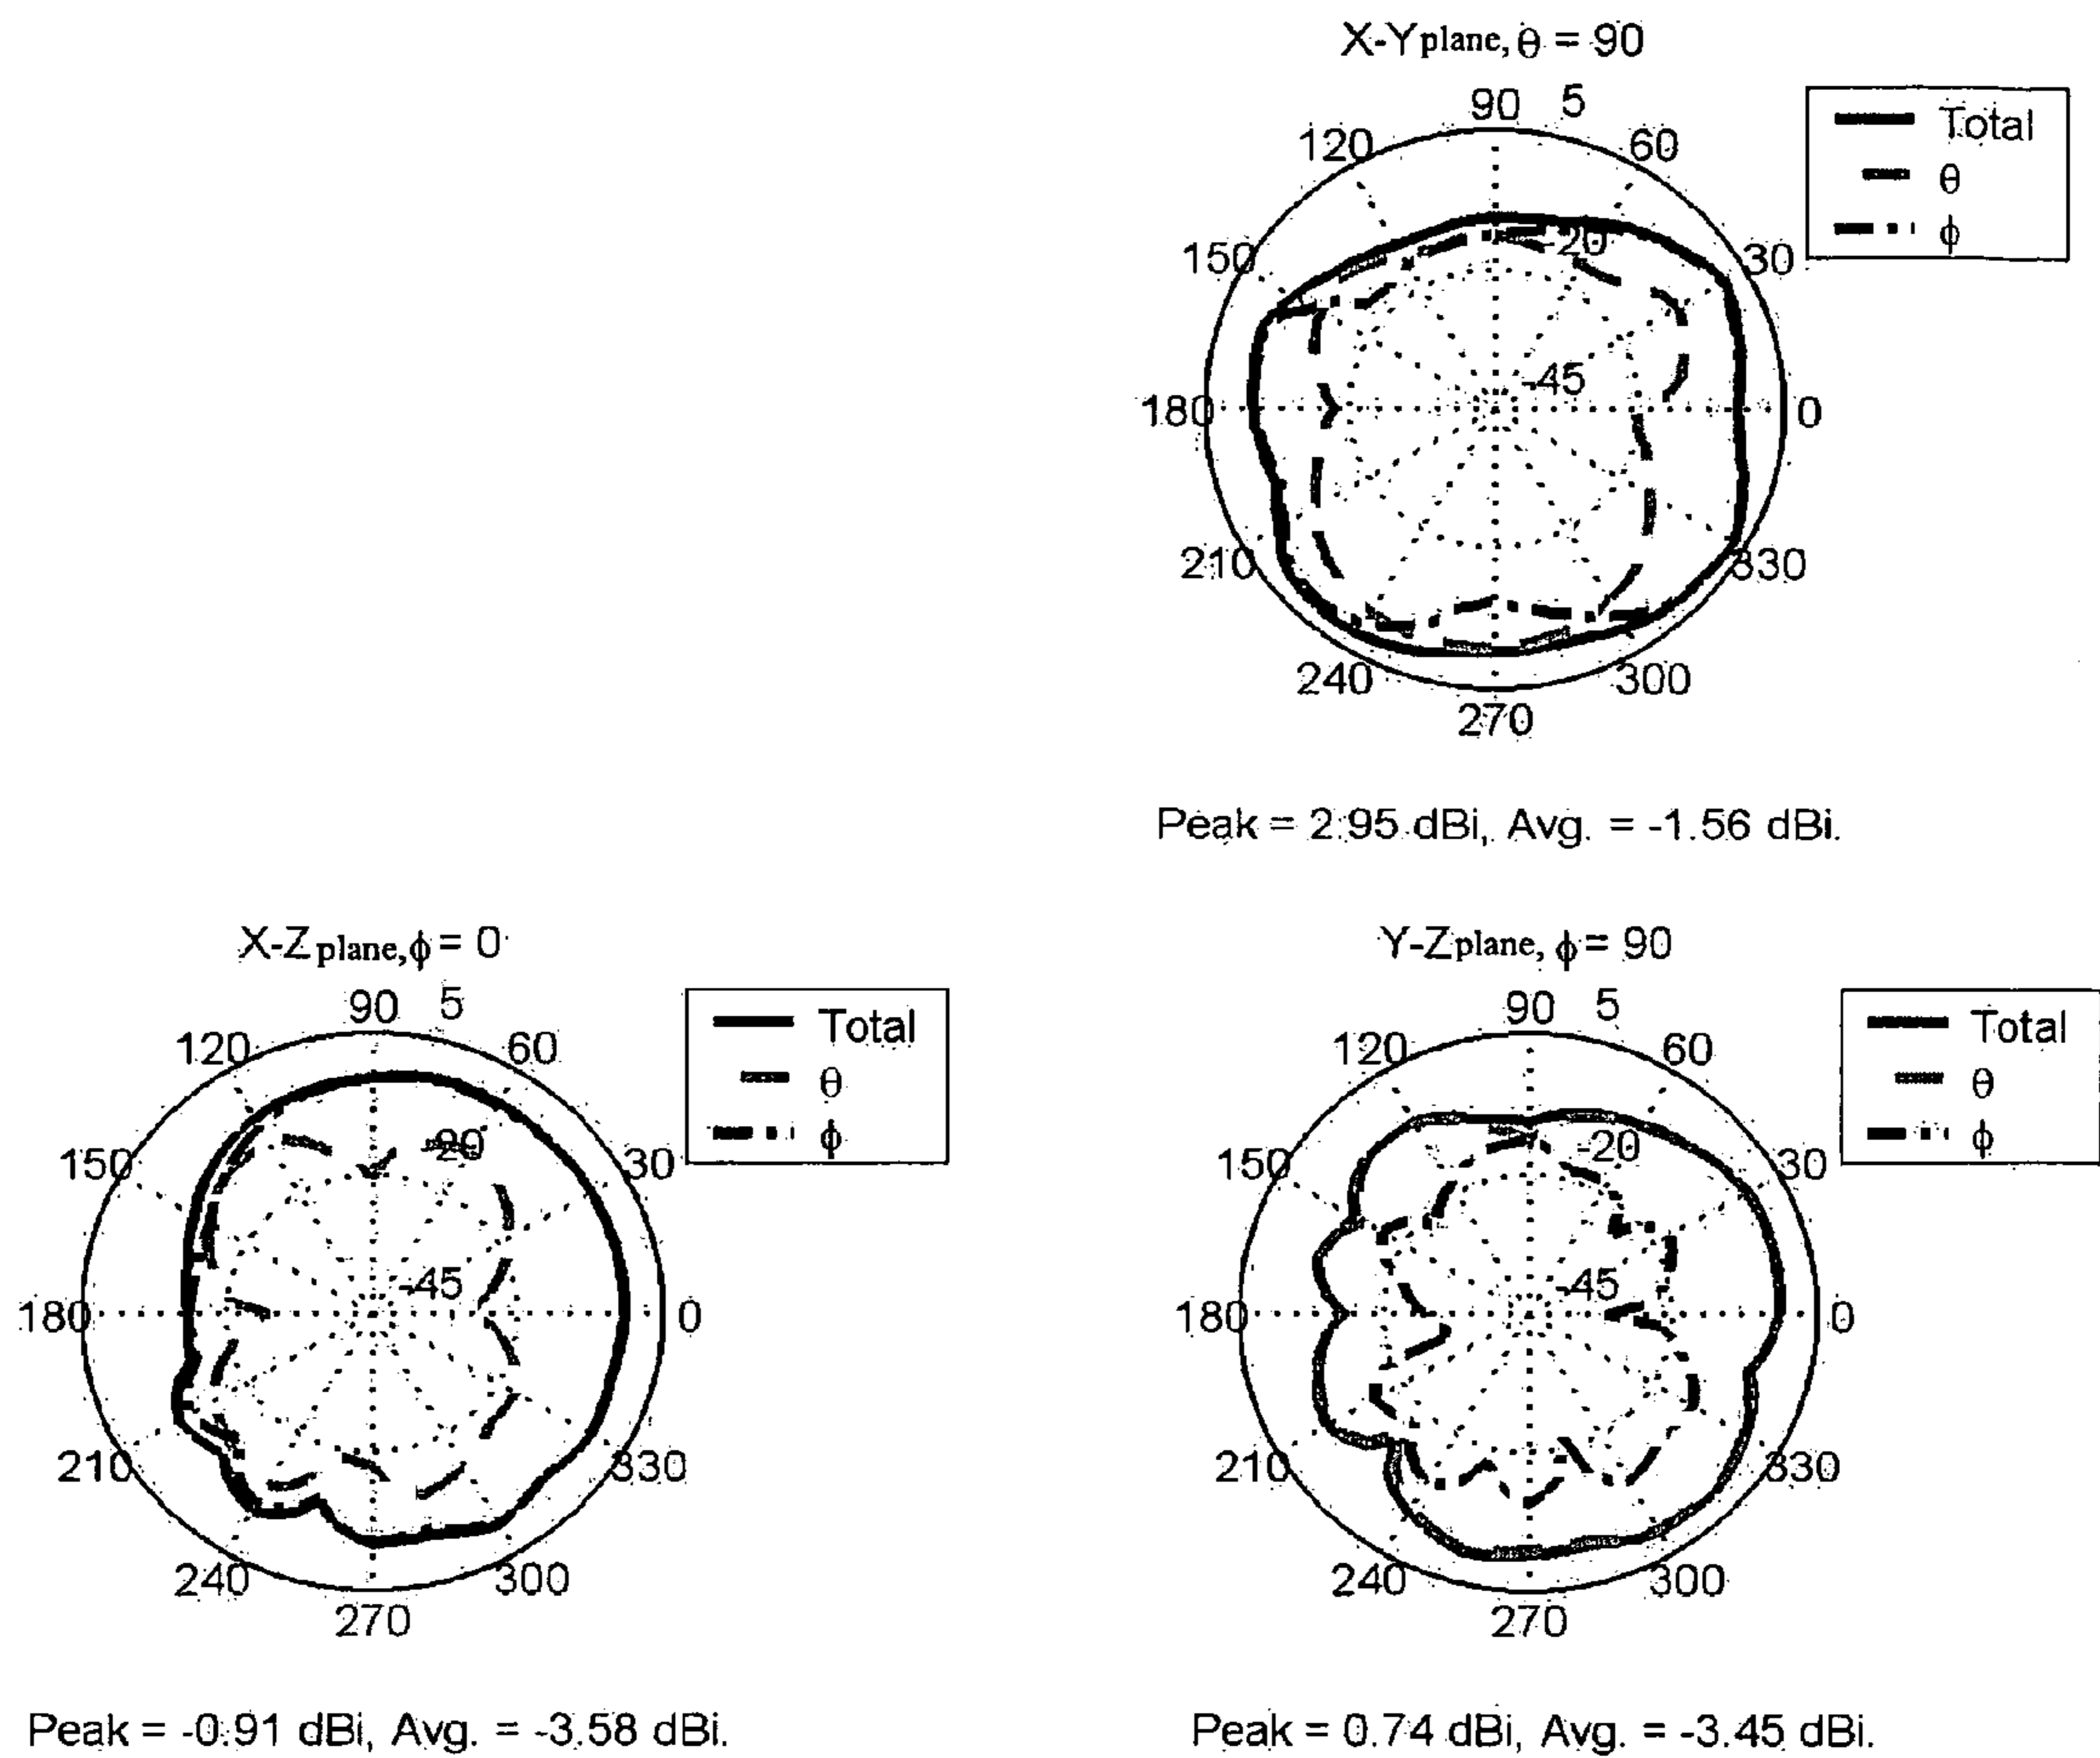 X-Y plane, θ = 90
90 5
120 60
150 30
-20
-45
180 0
210 330
240 300
270
Total
θ
ϕ
Peak = 2.95 dBi, Avg. = -1.56 dBi.
X-Z plane, ϕ = 0
90 5
120 60
150 30
-20
-45
180 0
210 330
240 300
270
Total
θ
ϕ
Peak = -0.91 dBi, Avg. = -3.58 dBi.
Y-Z plane, ϕ = 90
90 5
120 60
150 30
-20
-45
180 0
210 330
240 300
270
Total
θ
ϕ
Peak = 0.74 dBi, Avg. = -3.45 dBi.